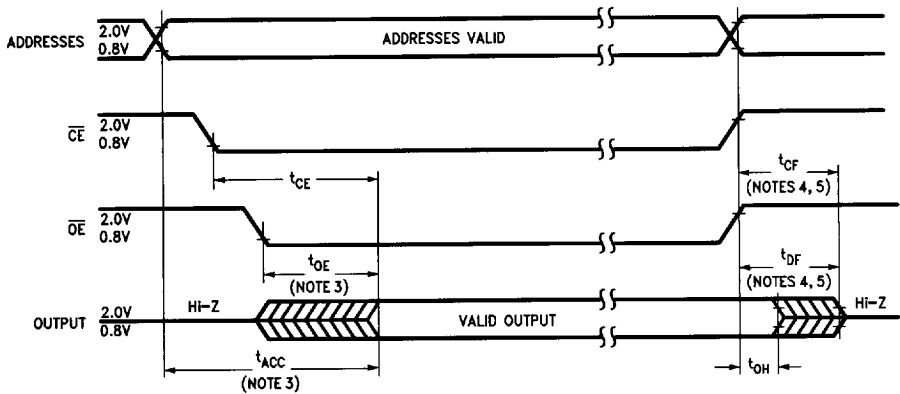 ADDRESSES 2.0V 0.8V ADDRESSES VALID
CE 2.0V 0.8V
tCE
tCF
(NOTES 4, 5)
OE 2.0V 0.8V
tOE
(NOTE 3)
tDF
(NOTES 4, 5)
OUTPUT 2.0V 0.8V Hi-Z VALID OUTPUT Hi-Z
tACC
(NOTE 3)
tOH